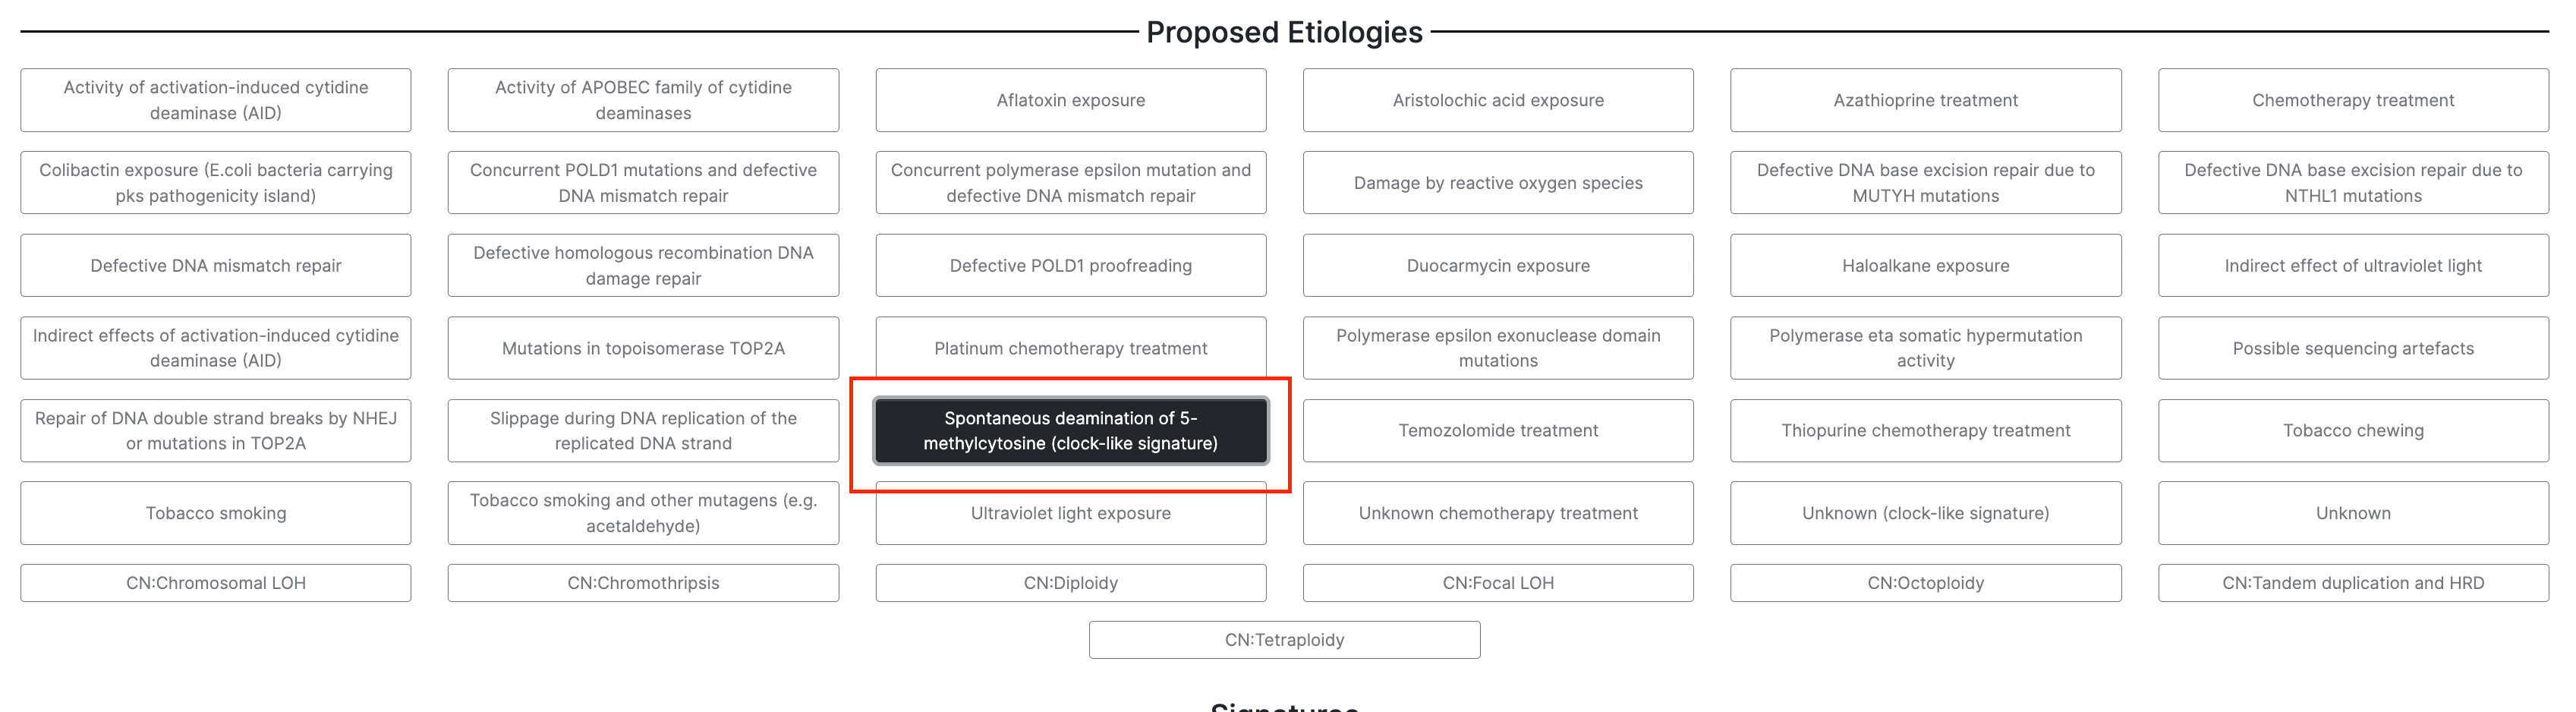 Proposed Etiologies
Activity of activation-induced cytidine
deaminase (AID)
Activity of APOBEC family of cytidine
deaminases
Aflatoxin exposure
Aristolochic acid exposure
Azathioprine treatment
Chemotherapy treatment
Colibactin exposure (E.coli bacteria carrying
pks pathogenicity island)
Concurrent POLD1 mutations and defective
DNA mismatch repair
Concurrent polymerase epsilon mutation and
defective DNA mismatch repair
Damage by reactive oxygen species
Defective DNA base excision repair due to
MUTYH mutations
Defective DNA base excision repair due to
NTHL1 mutations
Defective DNA mismatch repair
Defective homologous recombination DNA
damage repair
Defective POLD1 proofreading
Duocarmycin exposure
Haloalkane exposure
Indirect effect of ultraviolet light
Indirect effects of activation-induced cytidine
deaminase (AID)
Mutations in topoisomerase TOP2A
Platinum chemotherapy treatment
Polymerase epsilon exonuclease domain
mutations
Polymerase eta somatic hypermutation
activity
Possible sequencing artefacts
Repair of DNA double strand breaks by NHEJ
or mutations in TOP2A
Slippage during DNA replication of the
replicated DNA strand
Spontaneous deamination of 5-
methylcytosine (clock-like signature)
Temozolomide treatment
Thiopurine chemotherapy treatment
Tobacco chewing
Tobacco smoking
Tobacco smoking and other mutagens (e.g.
acetaldehyde)
Ultraviolet light exposure
Unknown chemotherapy treatment
Unknown (clock-like signature)
Unknown
CN:Chromosomal LOH
CN:Chromothripsis
CN:Diploidy
CN:Focal LOH
CN:Octoploidy
CN:Tandem duplication and HRD
CN:Tetraploidy
Signatures